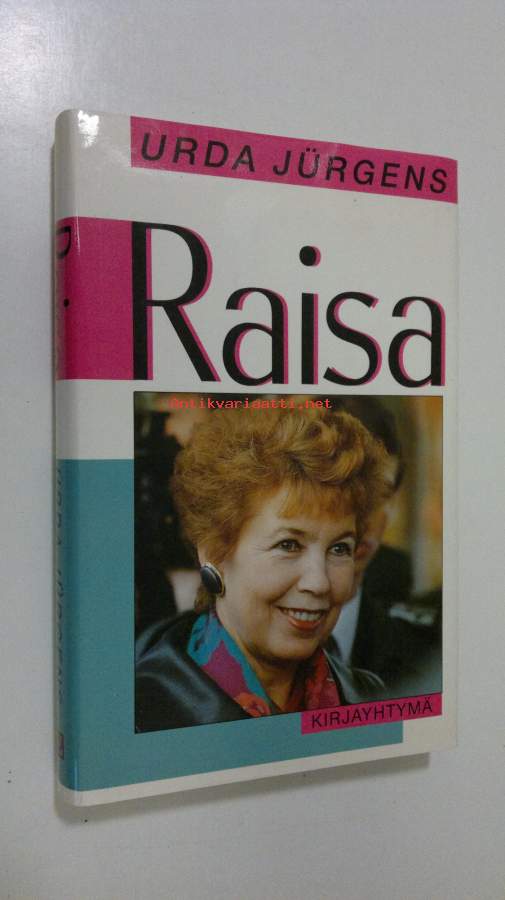 URDA JÜRGENS
Raisa
Antikvariaatti.net
KIRJAYHTYMÄ